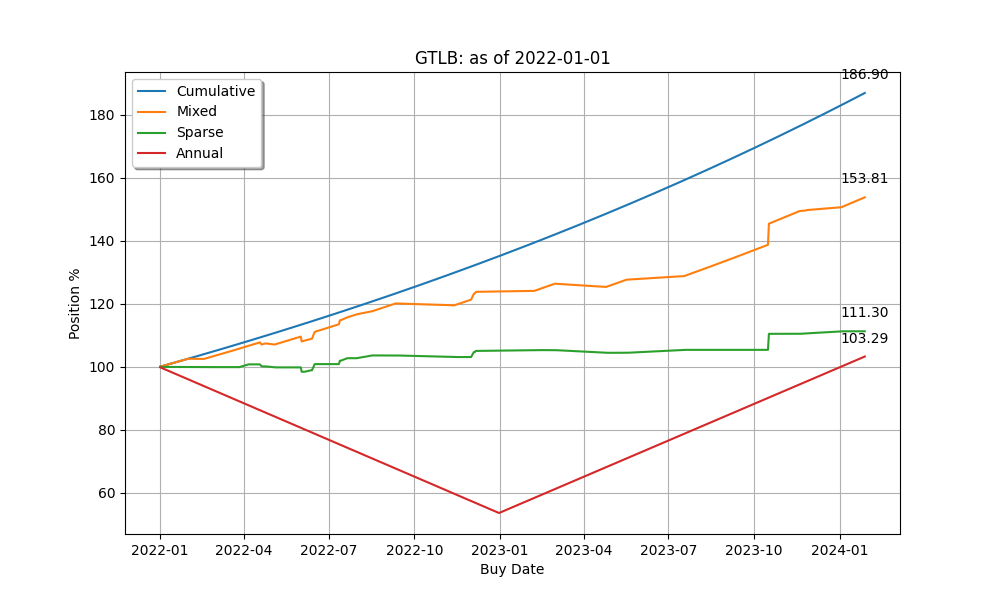 GTLB: as of 2022-01-01
Cumulative
Mixed
Sparse
Annual
186.90
153.81
111.30
103.29
180
160
140
120
100
80
60
Position %
2022-01 2022-04 2022-07 2022-10 2023-01 2023-04 2023-07 2023-10 2024-01
Buy Date